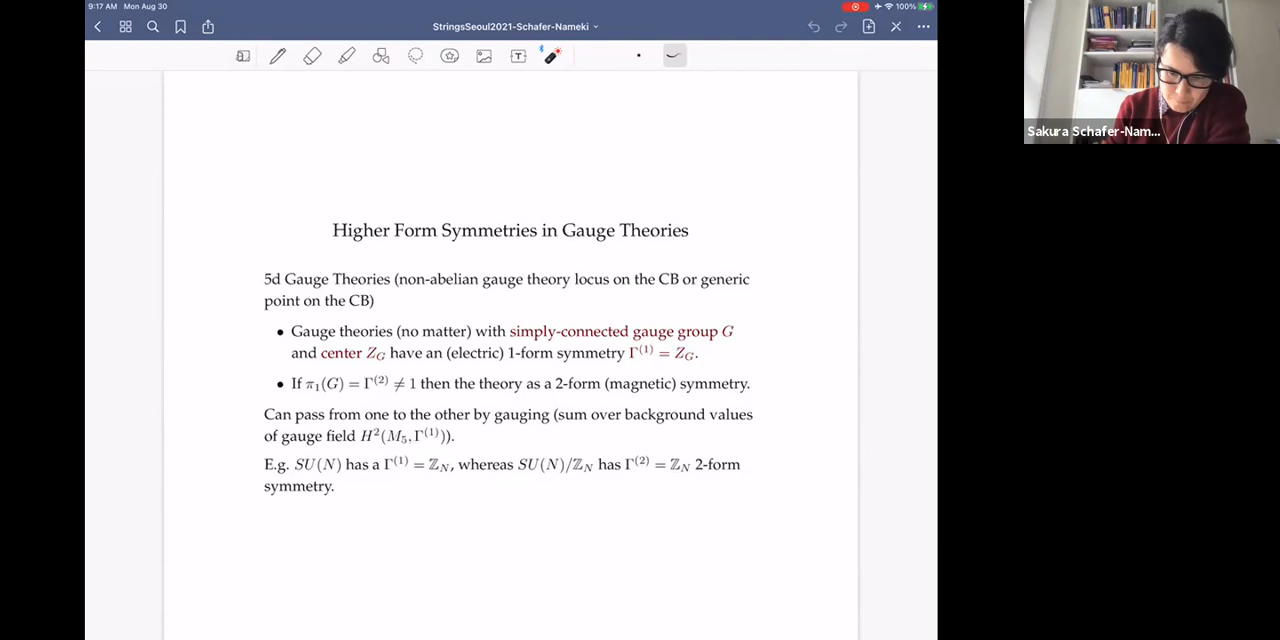 9:17 AM Mon Aug 30
100%
StringsSeoul2021-Schafer-Nameki
T
Sakura Schafer-Nam...
Higher Form Symmetries in Gauge Theories
5d Gauge Theories (non-abelian gauge theory locus on the CB or generic
point on the CB)
• Gauge theories (no matter) with simply-connected gauge group G
and center Z_G have an (electric) 1-form symmetry Γ^(1) = Z_G.
• If π₁(G) = Γ^(2) ≠ 1 then the theory as a 2-form (magnetic) symmetry.
Can pass from one to the other by gauging (sum over background values
of gauge field H²(M₅, Γ^(1))).
E.g. SU(N) has a Γ^(1) = ℤ_N, whereas SU(N)/ℤ_N has Γ^(2) = ℤ_N 2-form
symmetry.